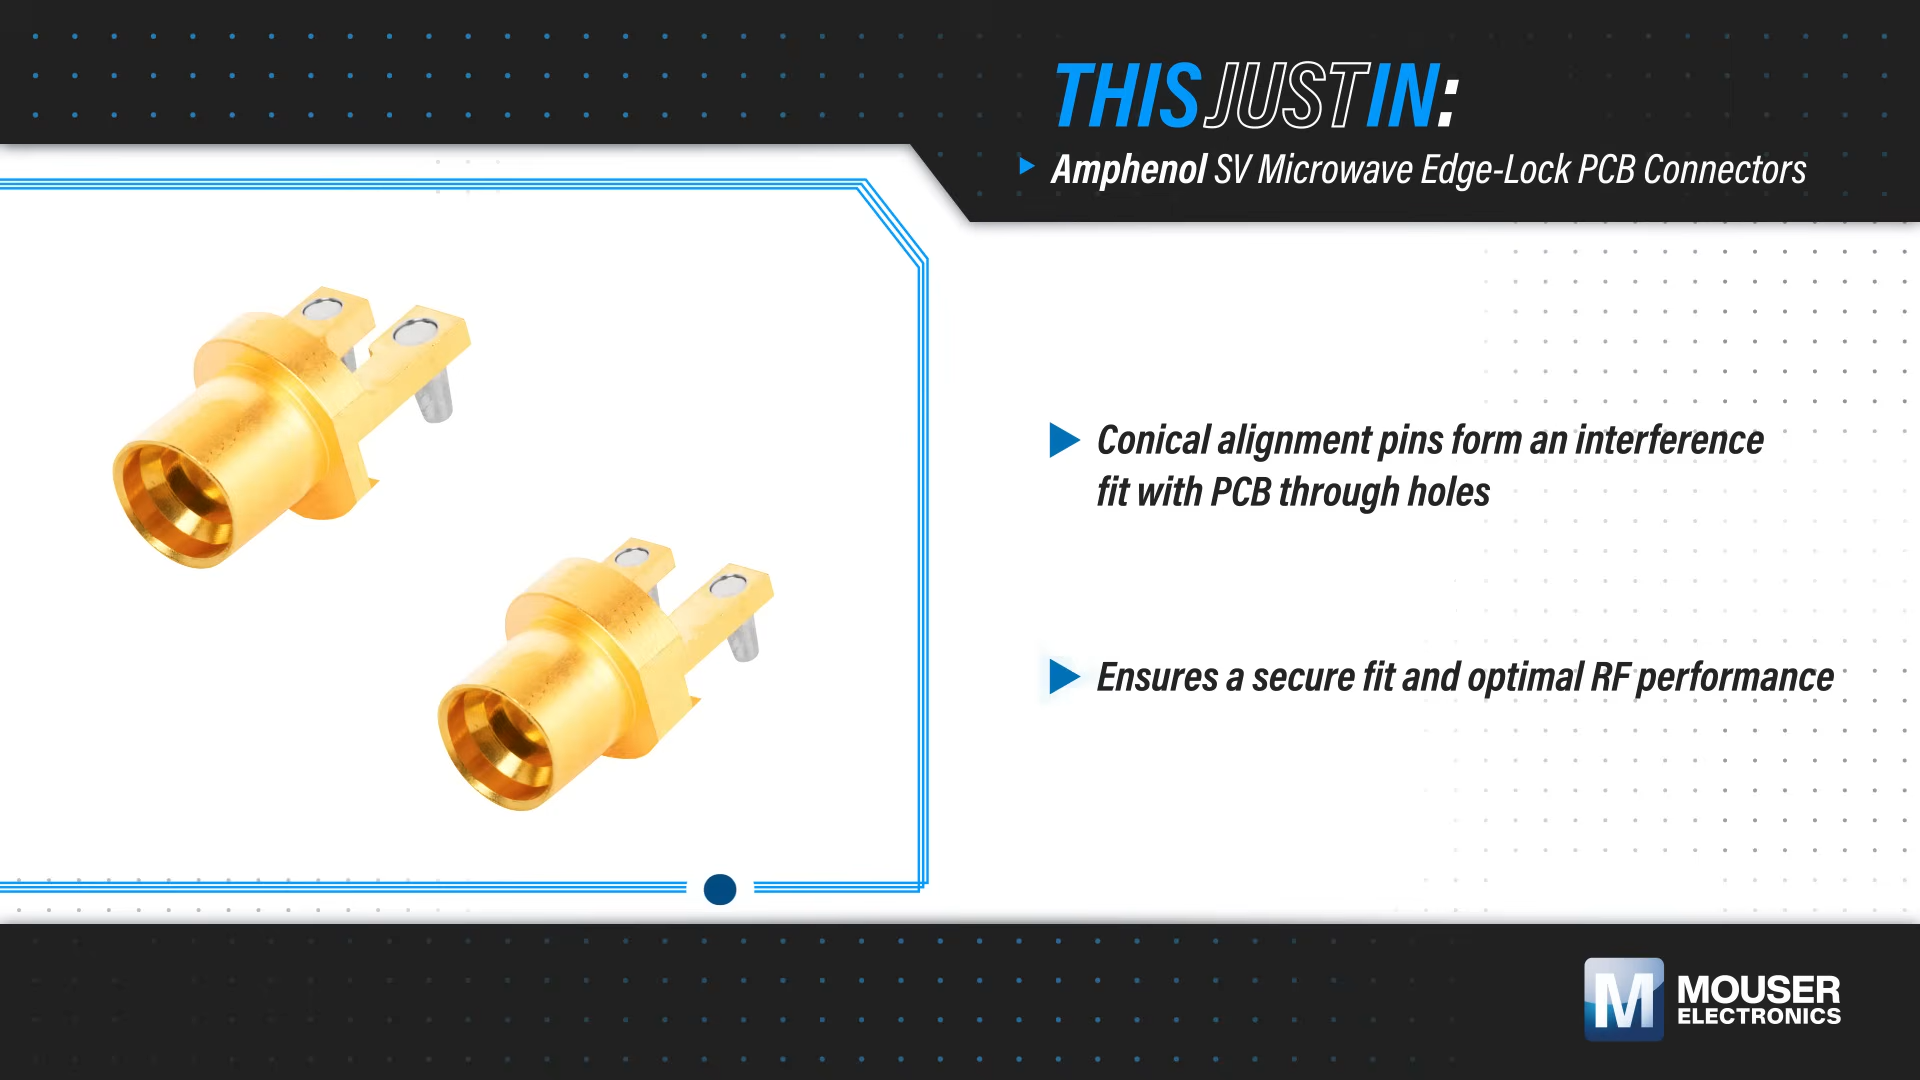 THIS JUST IN:
Amphenol SV Microwave Edge-Lock PCB Connectors
Conical alignment pins form an interference
fit with PCB through holes
Ensures a secure fit and optimal RF performance
M MOUSER
ELECTRONICS